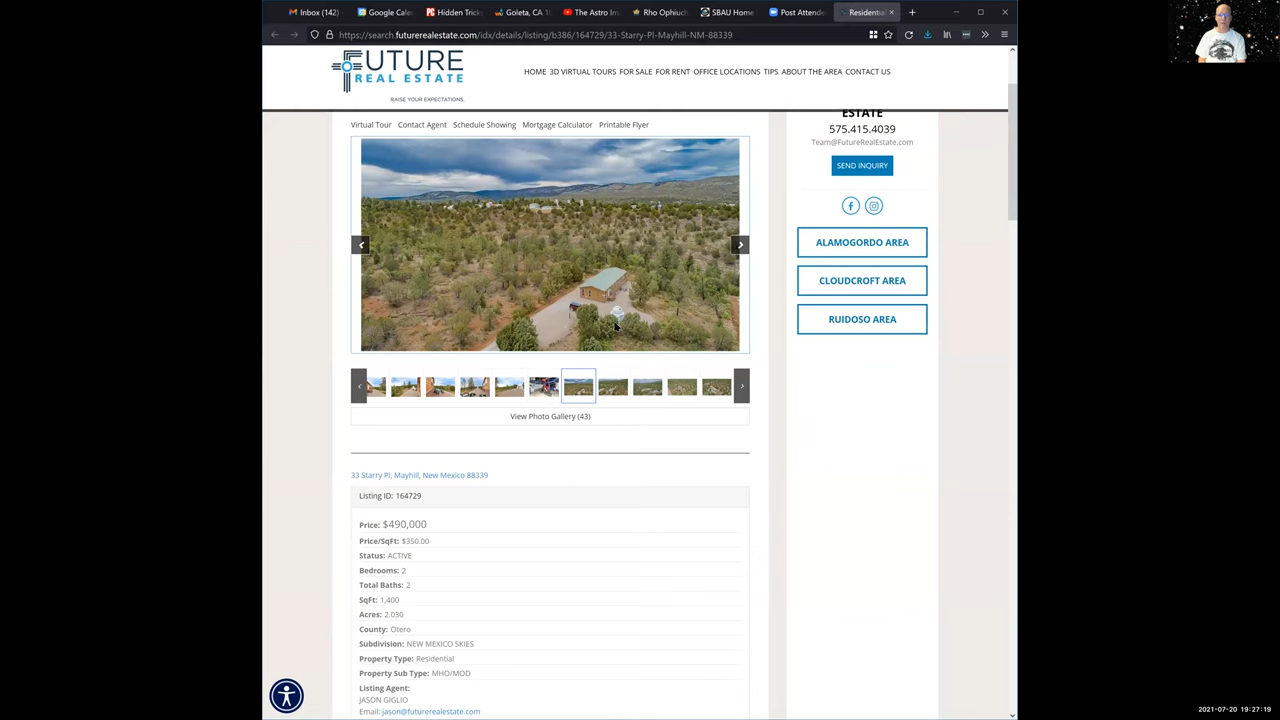 Inbox (142)
Google Cale
Hidden Trick
Goleta, CA 10
The Astro Im
Rho Ophiuc
SBAU Home
Post Attende
Residential
https://search.futurerealestate.com/idx/details/listing/b386/164729/33-Starry-Pl-Mayhill-NM-88339
FUTURE
REAL ESTATE
RAISE YOUR EXPECTATIONS.
HOME 3D VIRTUAL TOURS FOR SALE FOR RENT OFFICE LOCATIONS TIPS ABOUT THE AREA CONTACT US
Virtual Tour Contact Agent Schedule Showing Mortgage Calculator Printable Flyer
View Photo Gallery (43)
33 Starry Pl, Mayhill, New Mexico 88339
Listing ID: 164729
Price: $490,000
Price/SqFt: $350.00
Status: ACTIVE
Bedrooms: 2
Total Baths: 2
SqFt: 1,400
Acres: 2.030
County: Otero
Subdivision: NEW MEXICO SKIES
Property Type: Residential
Property Sub Type: MHO/MOD
Listing Agent:
JASON GIGLIO
Email: jason@futurerealestate.com
ESTATE
575.415.4039
Team@FutureRealEstate.com
SEND INQUIRY
ALAMOGORDO AREA
CLOUDCROFT AREA
RUIDOSO AREA
2021-07-20 19:27:19